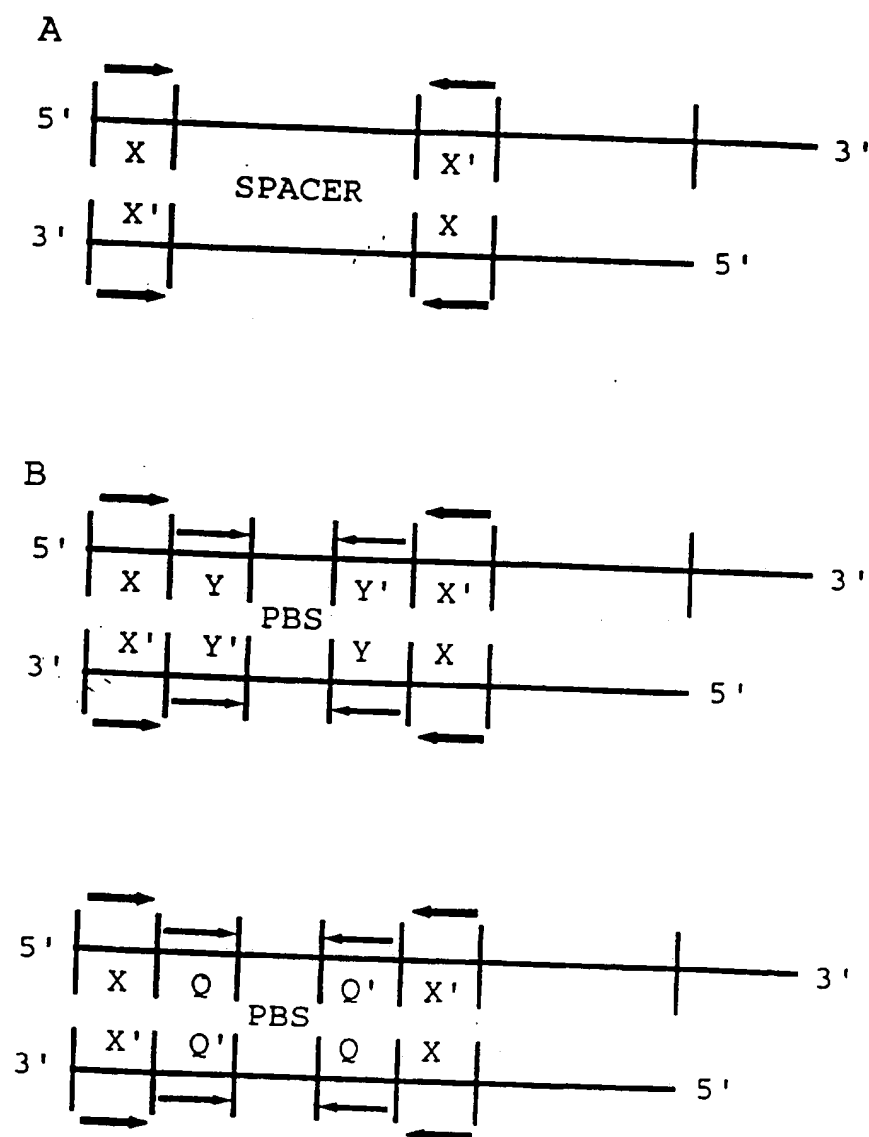 A
5' 3'
X X'
SPACER
X' X
3' 5'
B
5' 3'
X Y Y' X'
PBS
X' Y' Y X
3' 5'
5' 3'
X Q Q' X'
PBS
X' Q' Q X
3' 5'